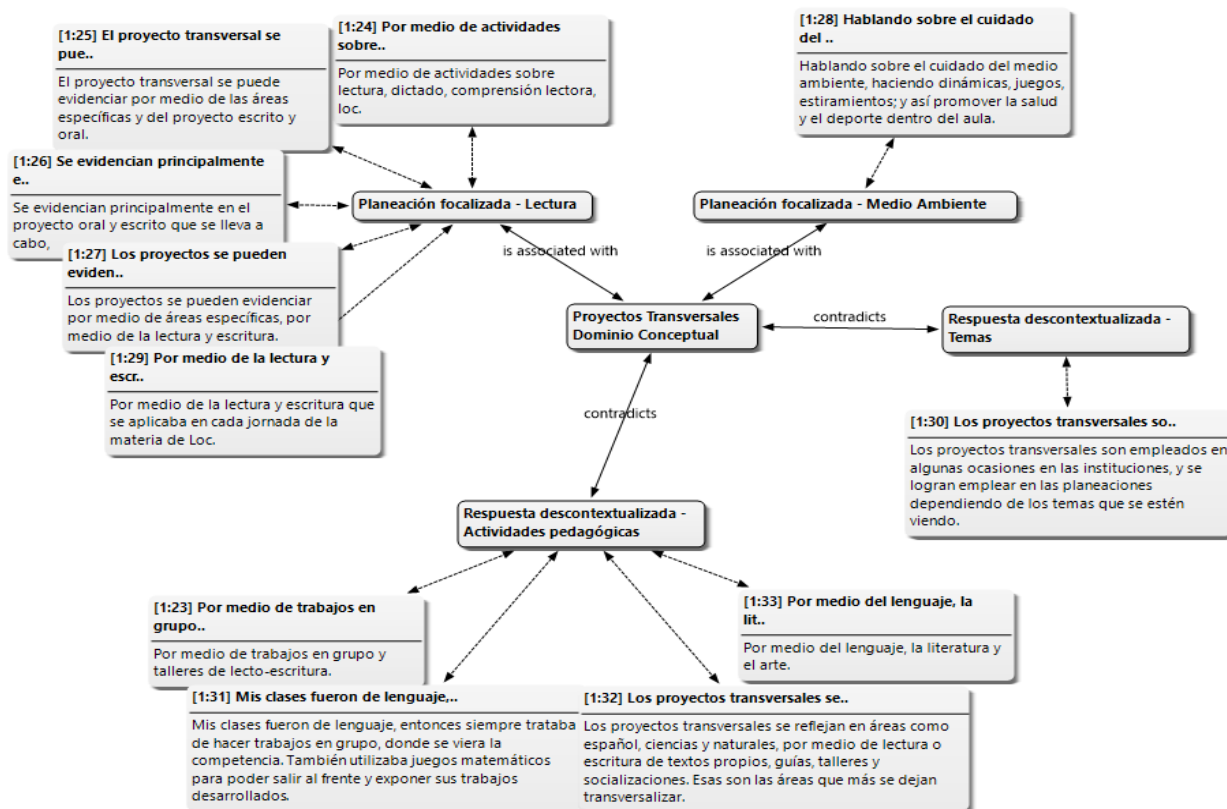 [1:25] El proyecto transversal se
pue..
El proyecto transversal se puede
evidenciar por medio de las áreas
específicas y del proyecto escrito y
oral.
[1:24] Por medio de actividades
sobre..
Por medio de actividades sobre
lectura, dictado, comprensión lectora,
loc.
[1:28] Hablando sobre el cuidado
del ..
Hablando sobre el cuidado del medio
ambiente, haciendo dinámicas, juegos,
estiramientos; y así promover la salud
y el deporte dentro del aula.
[1:26] Se evidencian principalmente
e..
Se evidencian principalmente en el
proyecto oral y escrito que se lleva a
cabo,
Planeación focalizada - Lectura
Planeación focalizada - Medio Ambiente
[1:27] Los proyectos se pueden
eviden..
Los proyectos se pueden evidenciar
por medio de áreas específicas, por
medio de la lectura y escritura.
is associated with
is associated with
[1:29] Por medio de la lectura y
escr..
Por medio de la lectura y escritura que
se aplicaba en cada jornada de la
materia de Loc.
Proyectos Transversales
Dominio Conceptual
contradicts
Respuesta descontextualizada -
Temas
contradicts
[1:30] Los proyectos transversales so..
Los proyectos transversales son empleados en
algunas ocasiones en las instituciones, y se
logran emplear en las planeaciones
dependiendo de los temas que se estén
viendo.
Respuesta descontextualizada -
Actividades pedagógicas
[1:23] Por medio de trabajos en
grupo..
Por medio de trabajos en grupo y
talleres de lecto-escritura.
[1:33] Por medio del lenguaje, la
lit..
Por medio del lenguaje, la literatura y
el arte.
[1:31] Mis clases fueron de lenguaje,..
Mis clases fueron de lenguaje, entonces siempre trataba
de hacer trabajos en grupo, donde se viera la
competencia. También utilizaba juegos matemáticos
para poder salir al frente y exponer sus trabajos
desarrollados.
[1:32] Los proyectos transversales se..
Los proyectos transversales se reflejan en áreas como
español, ciencias y naturales, por medio de lectura o
escritura de textos propios, guías, talleres y
socializaciones. Esas son las áreas que más se dejan
transversalizar.